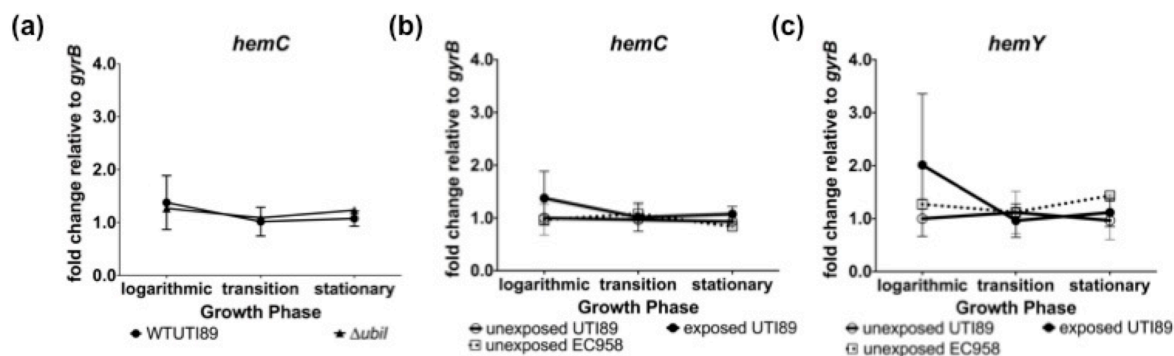 (a)
hemC
fold change relative to gyrB
4.0
3.0
2.0
1.0
0.0
logarithmic transition stationary
Growth Phase
WTUTI89 ΔubiI
(b)
hemC
fold change relative to gyrB
4.0
3.0
2.0
1.0
0.0
logarithmic transition stationary
Growth Phase
unexposed UTI89 exposed UTI89
unexposed EC958
(c)
hemY
fold change relative to gyrB
4.0
3.0
2.0
1.0
0.0
logarithmic transition stationary
Growth Phase
unexposed UTI89 exposed UTI89
unexposed EC958